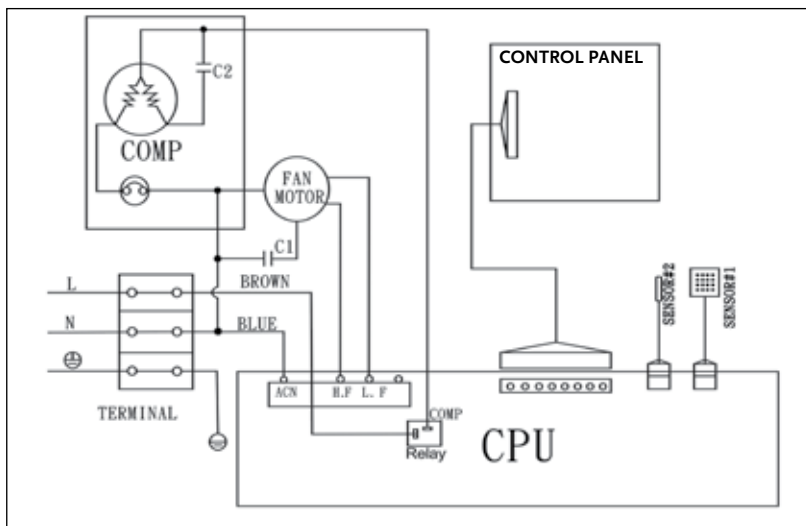 CONTROL PANEL
C2
COMP
FAN
MOTOR
C1
L
BROWN
N
BLUE
TERMINAL
SENSOR#2
SENSOR#1
ACN
H.F
L. F
COMP
Relay
CPU